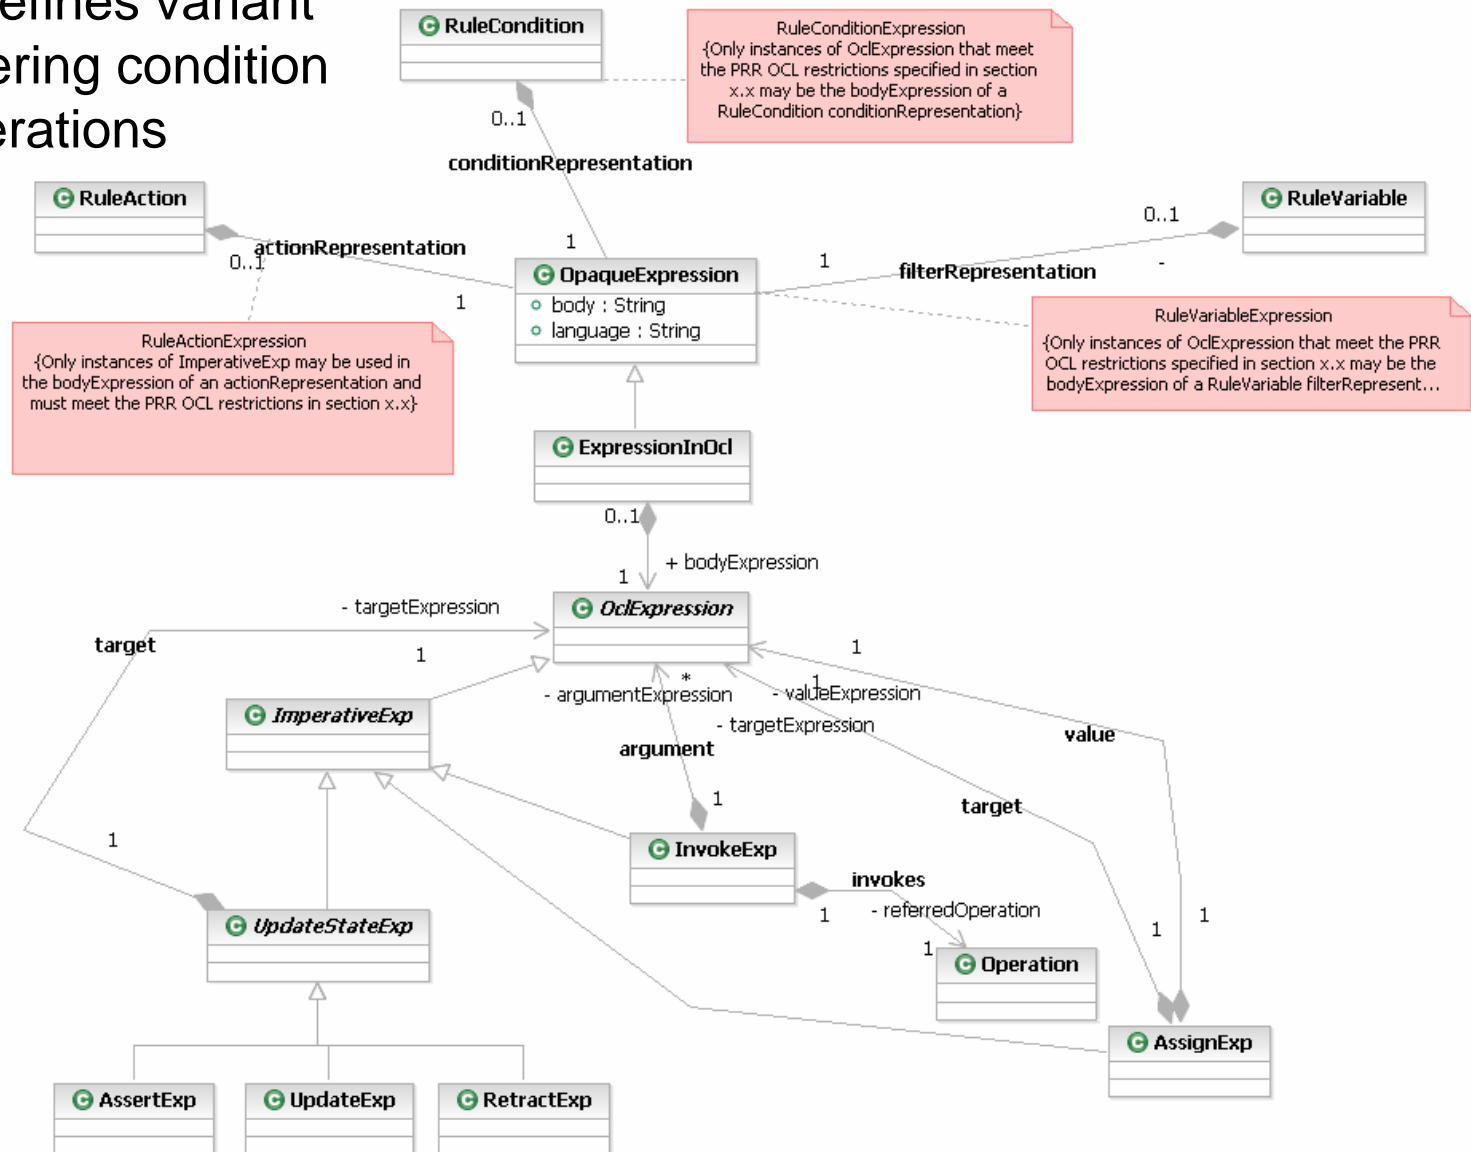 efines variant
ering condition
erations
RuleCondition
RuleConditionExpression
{Only instances of OclExpression that meet
the PRR OCL restrictions specified in section
x.x may be the bodyExpression of a
RuleCondition conditionRepresentation}
0..1
conditionRepresentation
1
RuleAction
0..1
actionRepresentation
1
RuleVariable
0..1
-
1
filterRepresentation
OpaqueExpression
body : String
language : String
RuleActionExpression
{Only instances of ImperativeExp may be used in
the bodyExpression of an actionRepresentation and
must meet the PRR OCL restrictions in section x.x}
RuleVariableExpression
{Only instances of OclExpression that meet the PRR
OCL restrictions specified in section x.x may be the
bodyExpression of a RuleVariable filterRepresent...
ExpressionInOcl
0..1
+ bodyExpression
1
OclExpression
- targetExpression
target
1
1
*
1
- argumentExpression
- valueExpression
- targetExpression
ImperativeExp
argument
value
target
1
1
InvokeExp
invokes
1
- referredOperation
1
1
1
UpdateStateExp
Operation
AssignExp
AssertExp
UpdateExp
RetractExp